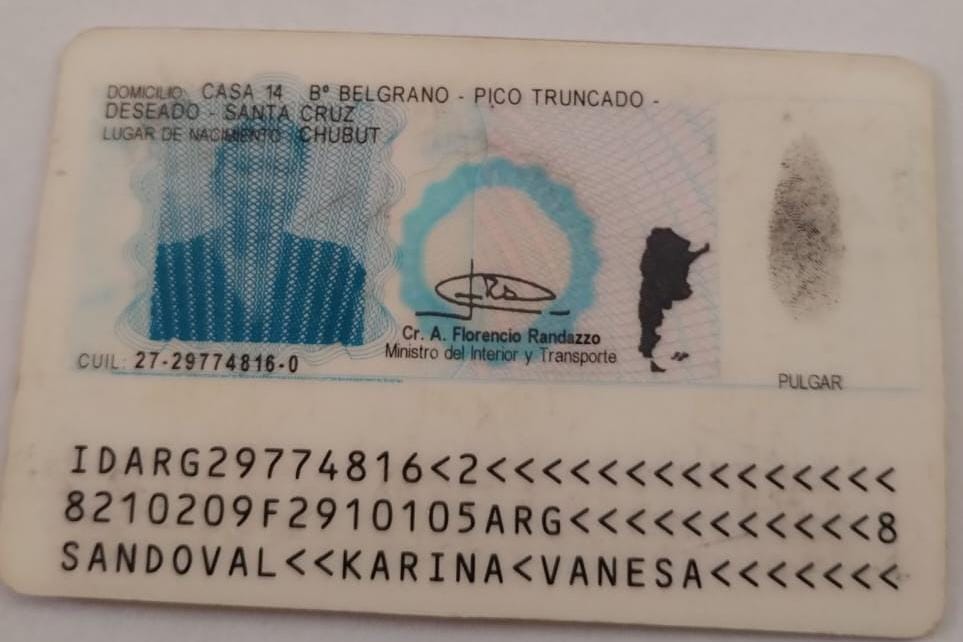 DOMICILIO: CASA 14 Bº BELGRANO - PICO TRUNCADO -
DESEADO - SANTA CRUZ
LUGAR DE NACIMIENTO: CHUBUT
Cr. A. Florencio Randazzo
Ministro del Interior y Transporte
CUIL: 27-29774816-0
PULGAR
IDARG29774816<2<<<<<<<<<<<<<<<
8210209F2910105ARG<<<<<<<<<<<8
SANDOVAL<<KARINA<VANESA<<<<<<<